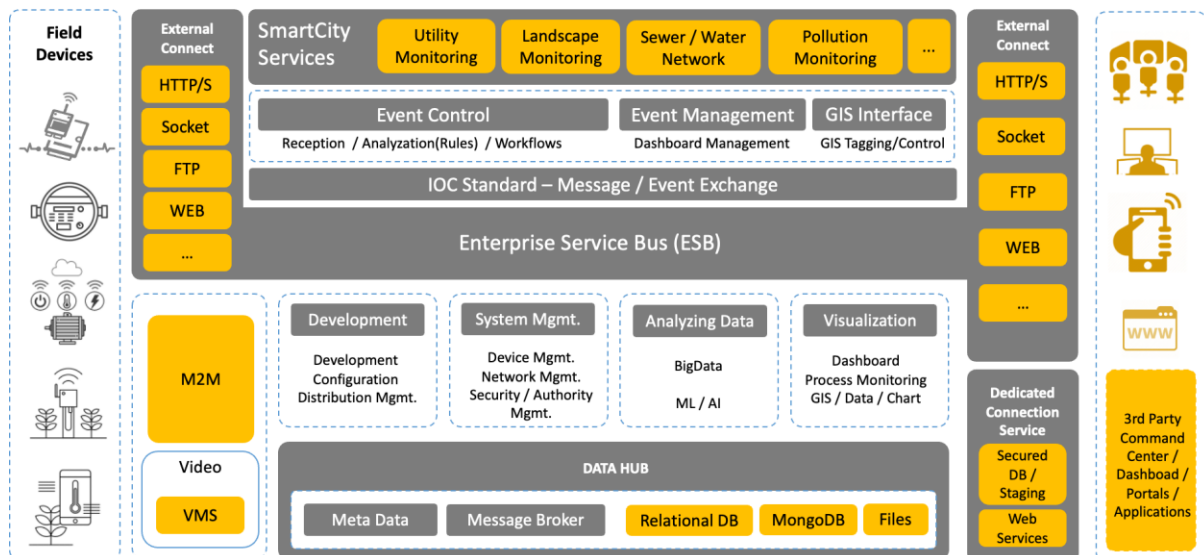 Field
Devices
External
Connect
HTTP/S
Socket
FTP
WEB
...
SmartCity
Services
Utility
Monitoring
Landscape
Monitoring
Sewer / Water
Network
Pollution
Monitoring
...
Event Control
Reception / Analyzation(Rules) / Workflows
Event Management
Dashboard Management
GIS Interface
GIS Tagging/Control
IOC Standard – Message / Event Exchange
Enterprise Service Bus (ESB)
External
Connect
HTTP/S
Socket
FTP
WEB
...
WWW
M2M
Video
VMS
Development
Development
Configuration
Distribution Mgmt.
System Mgmt.
Device Mgmt.
Network Mgmt.
Security / Authority
Mgmt.
Analyzing Data
BigData
ML / AI
Visualization
Dashboard
Process Monitoring
GIS / Data / Chart
DATA HUB
Meta Data
Message Broker
Relational DB
MongoDB
Files
Dedicated
Connection
Service
Secured
DB /
Staging
Web
Services
3rd Party
Command
Center /
Dashboad /
Portals /
Applications